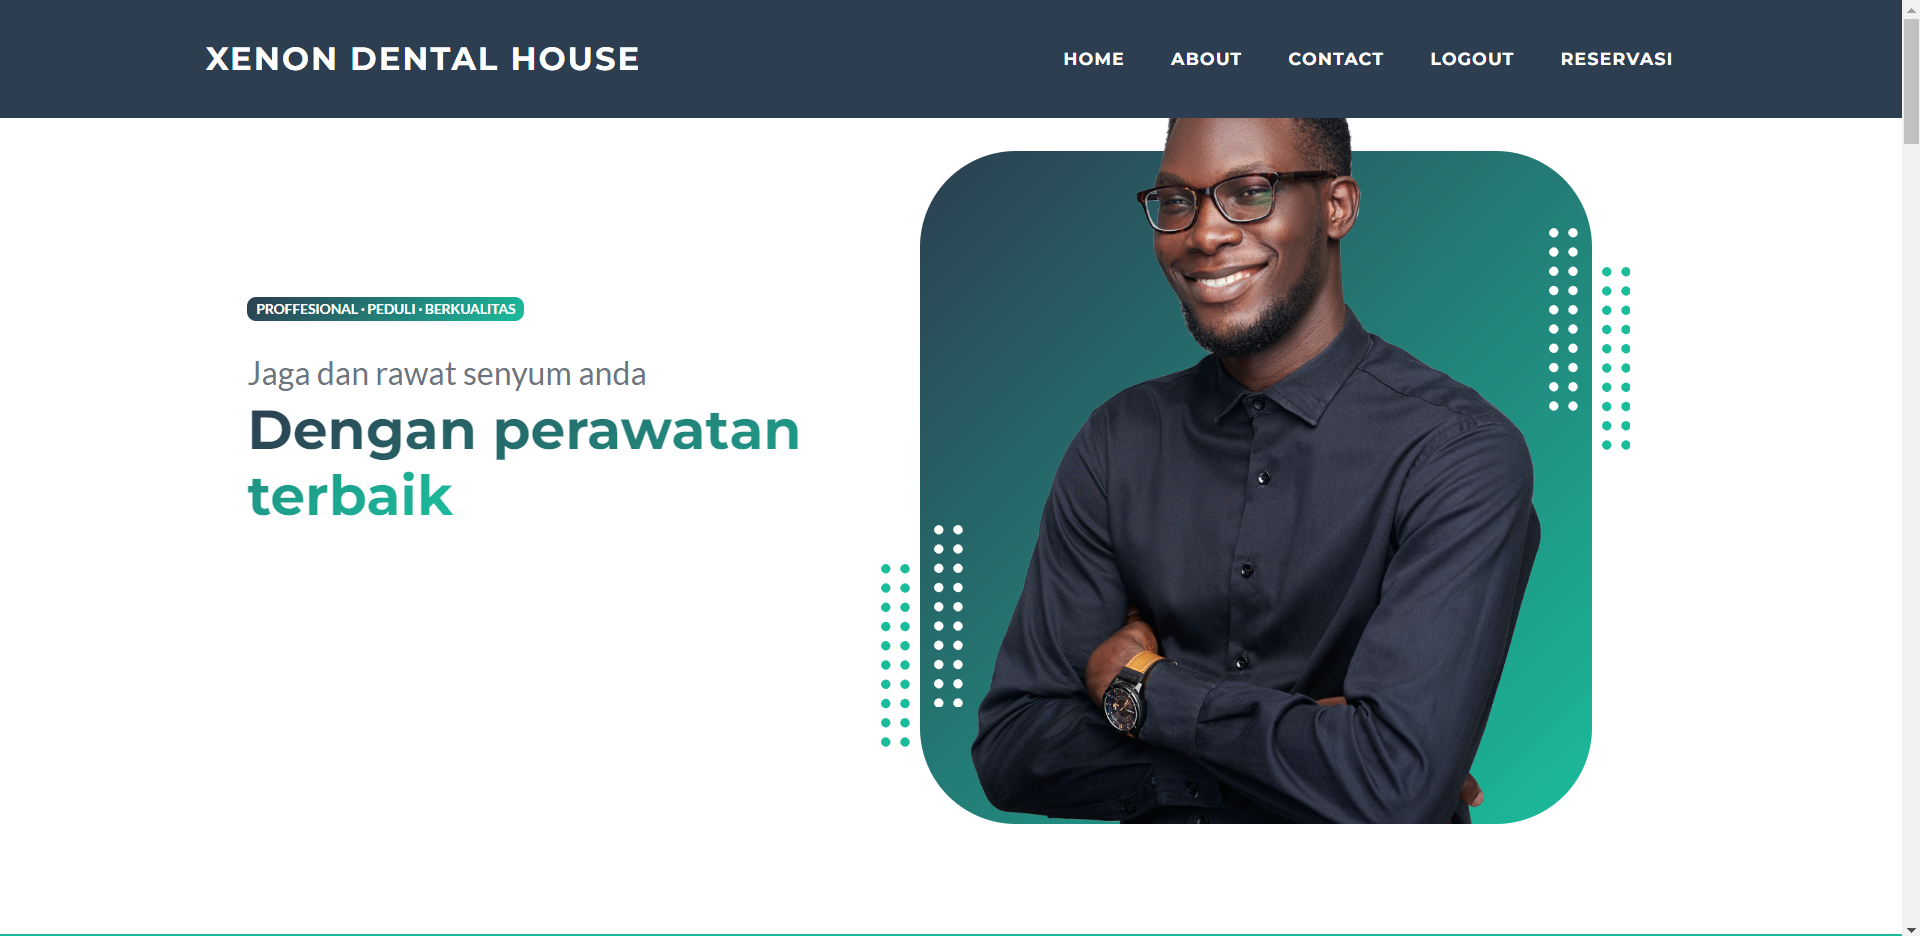 XENON DENTAL HOUSE
HOME ABOUT CONTACT LOGOUT RESERVASI
PROFFESIONAL · PEDULI · BERKUALITAS
Jaga dan rawat senyum anda
Dengan perawatan
terbaik